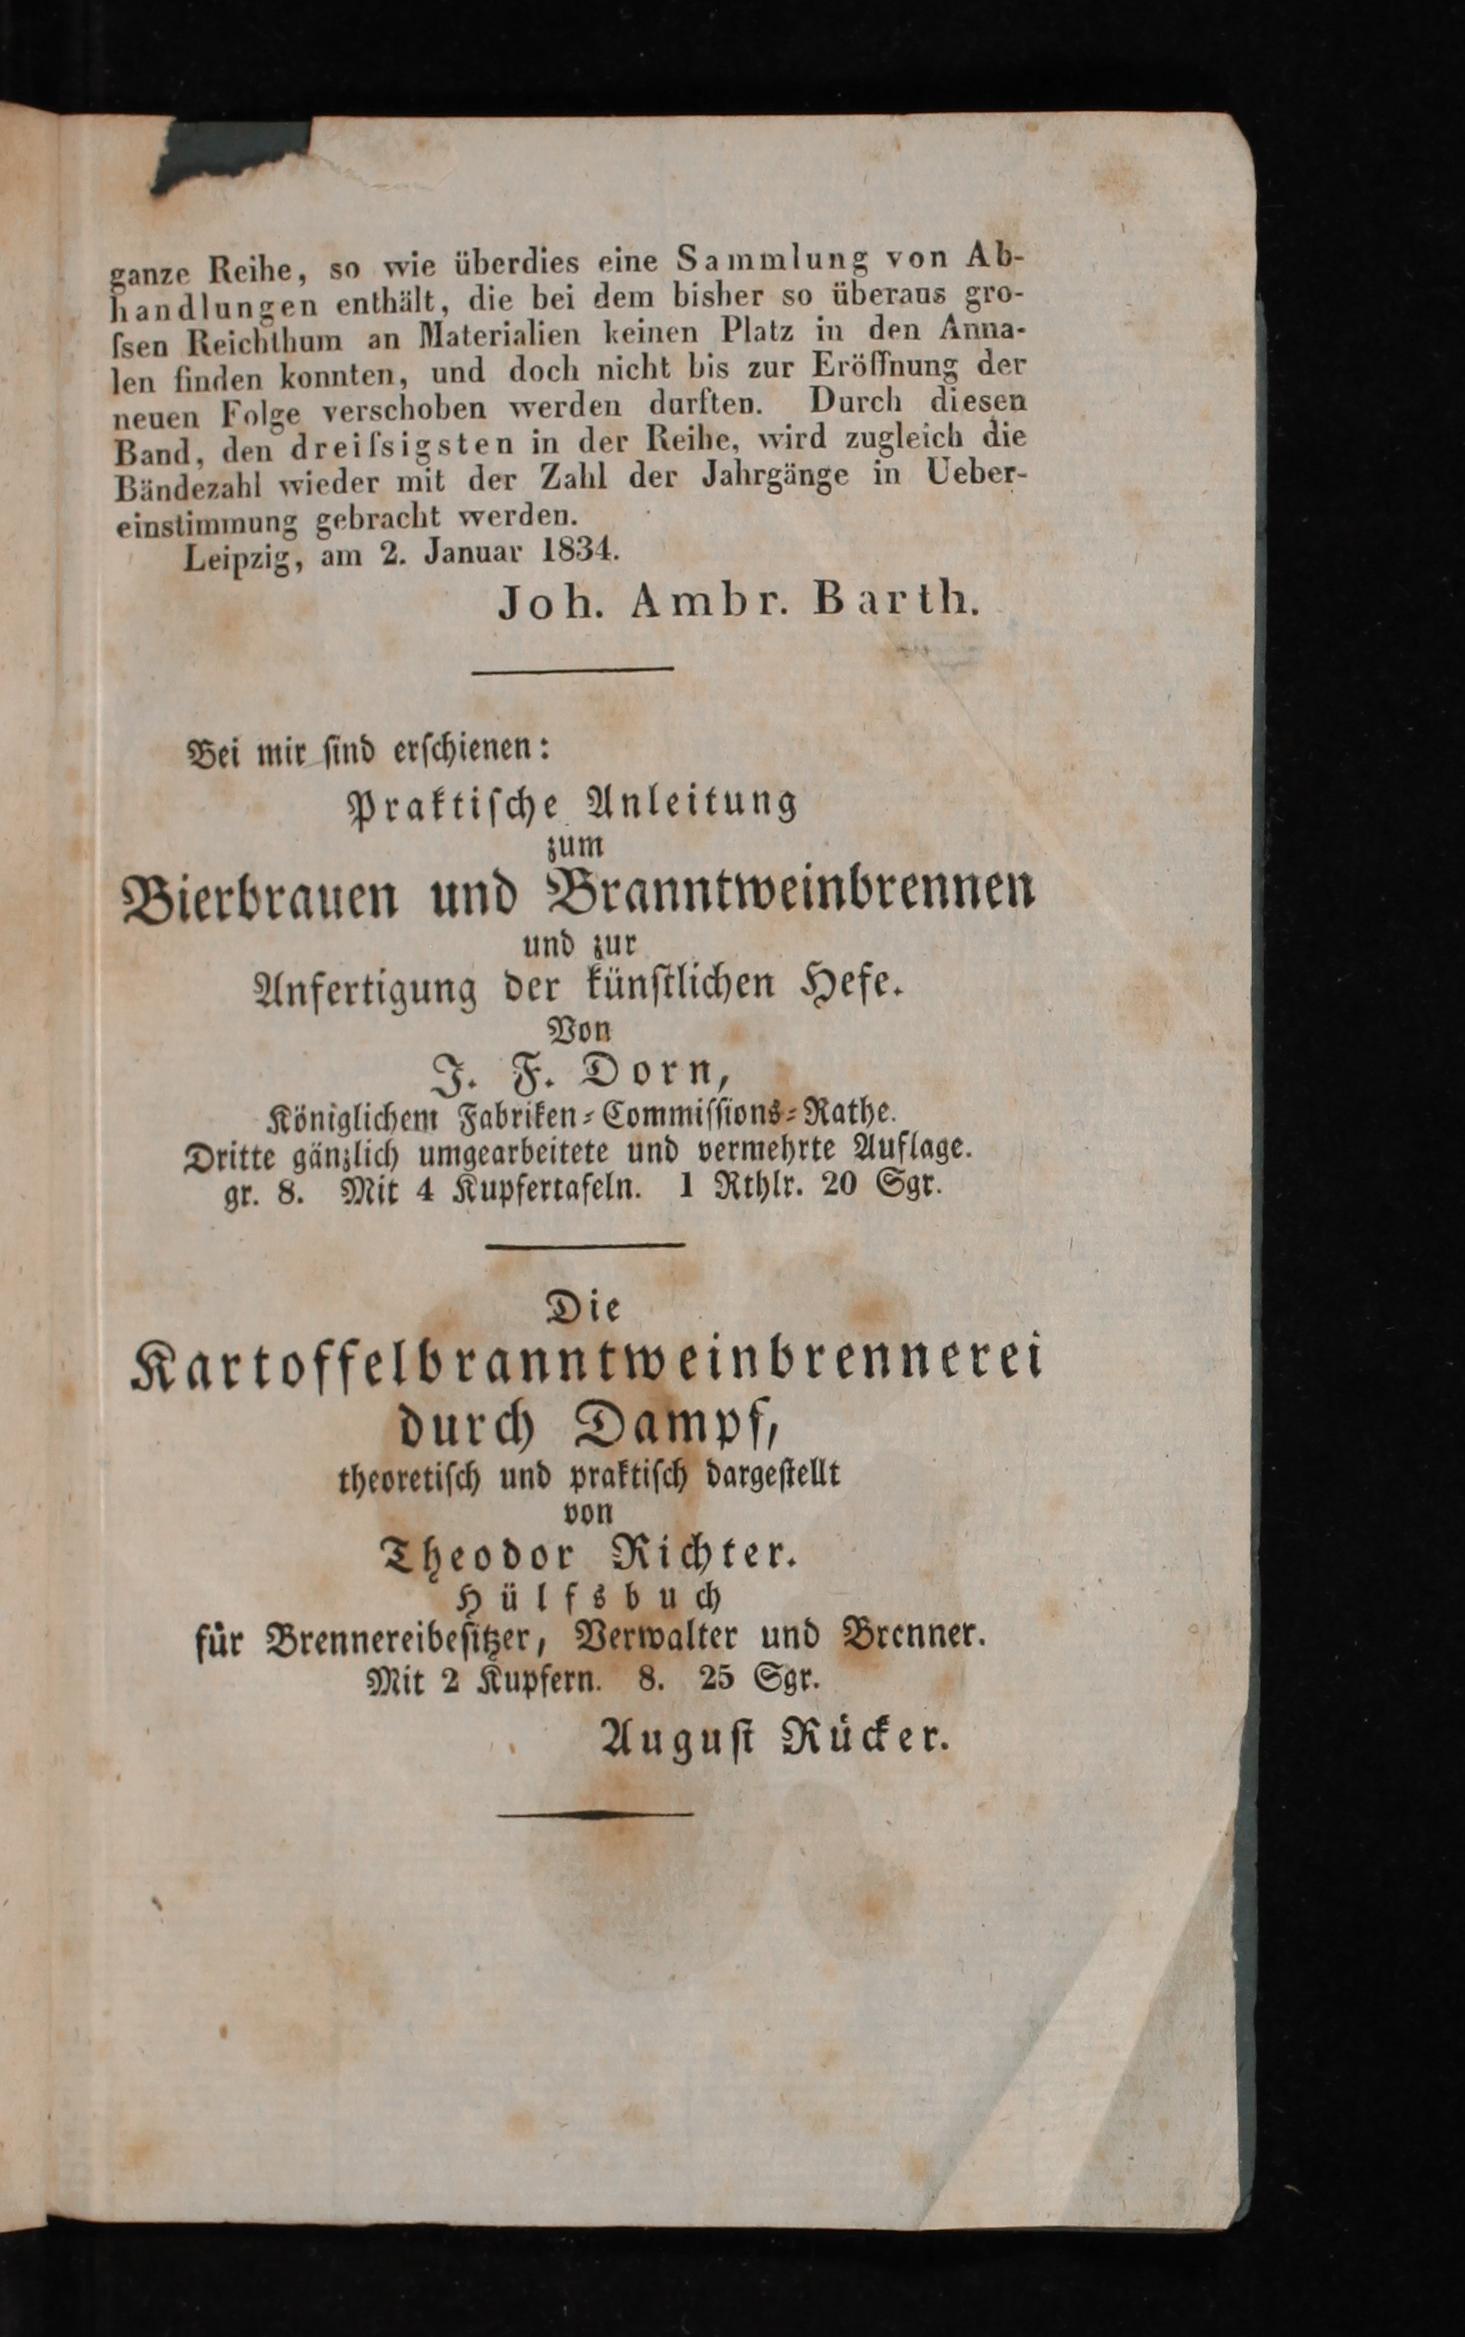 ganze Reihe, so wie überdies eine Sammlung von Ab-
handlungen enthält, die bei dem bisher so überaus gro-
ſsen Reichthum an Materialien keinen Platz in den Anna-
len finden konnten, und doch nicht bis zur Eröffnung der
neuen Folge verschoben werden durften. Durch diesen
Band, den dreiſsigsten in der Reihe, wird zugleich die
Bändezahl wieder mit der Zahl der Jahrgänge in Ueber-
einstimmung gebracht werden.
Leipzig, am 2. Januar 1834.
Joh. Ambr. Barth.
Bei mir ſind erſchienen:
Praktiſche Anleitung
zum
Bierbrauen und Branntweinbrennen
und zur
Anfertigung der künſtlichen Hefe.
Von
J. F. Dorn,
Königlichem Fabriken-Commiſſions-Rathe.
Dritte gänzlich umgearbeitete und vermehrte Auflage.
gr. 8. Mit 4 Kupfertafeln. 1 Rthlr. 20 Sgr.
Die
Kartoffelbranntweinbrennerei
durch Dampf,
theoretiſch und praktiſch dargeſtellt
von
Theodor Richter.
Hülfsbuch
für Brennereibeſitzer, Verwalter und Brenner.
Mit 2 Kupfern. 8. 25 Sgr.
Auguſt Rücker.